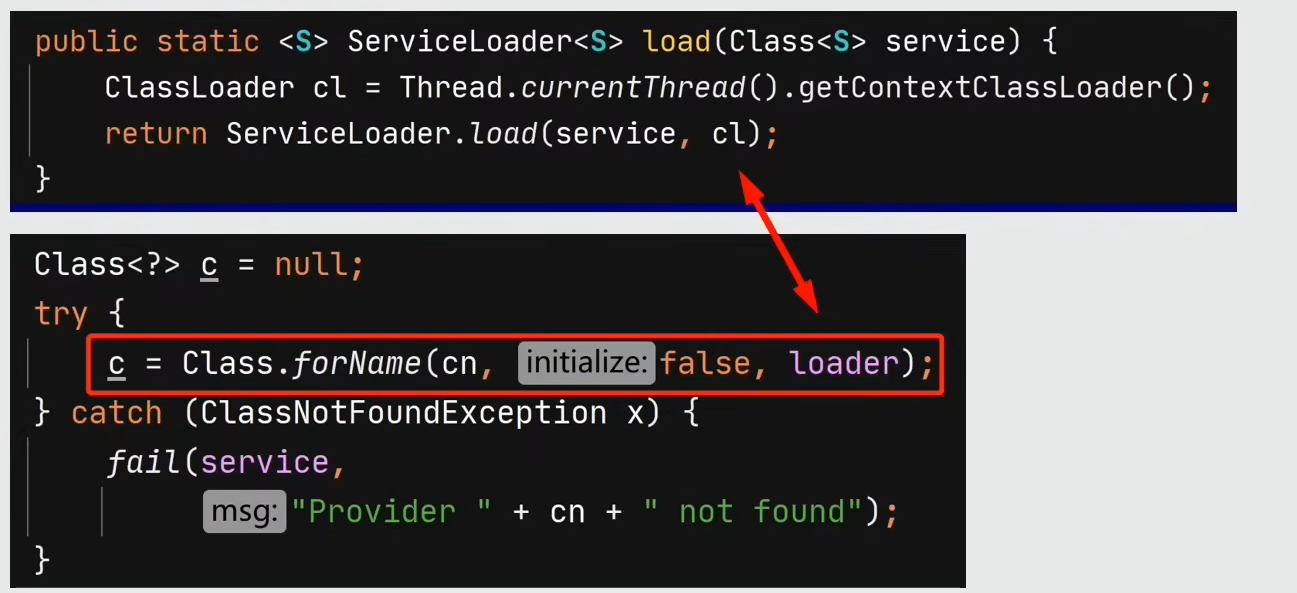 public static <S> ServiceLoader<S> load(Class<S> service) {
ClassLoader cl = Thread.currentThread().getContextClassLoader();
return ServiceLoader.load(service, cl);
}
Class<?> c = null;
try {
c = Class.forName(cn, initialize: false, loader);
} catch (ClassNotFoundException x) {
fail(service,
msg: "Provider " + cn + " not found");
}